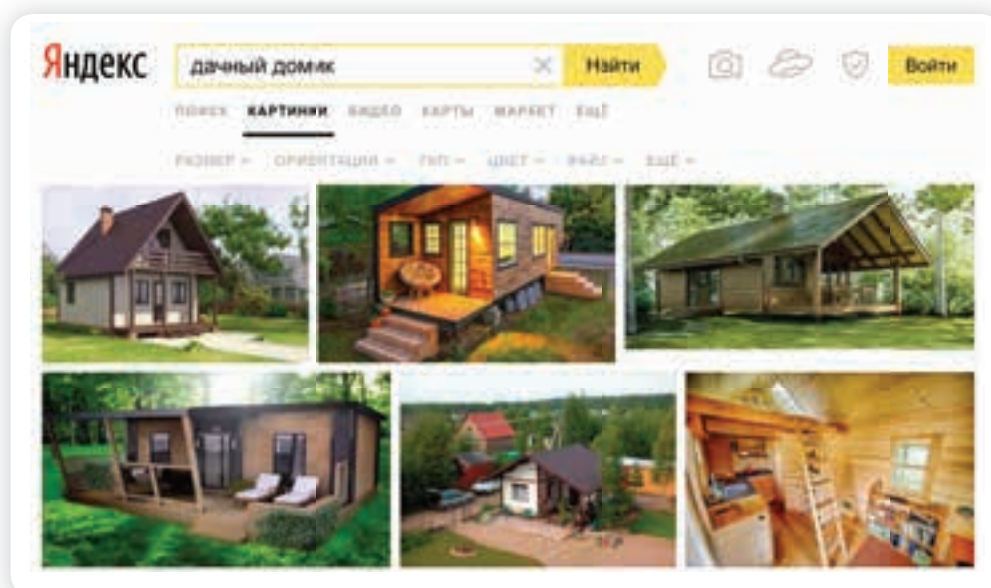 Яндекс дачный домик Найти Войти
ПОИСК КАРТИНКИ ВИДЕО КАРТЫ МАРКЕТ ЕЩЁ
РАЗМЕР ОРИЕНТАЦИЯ ТИП ЦВЕТ ФАЙЛ ЕЩЁ